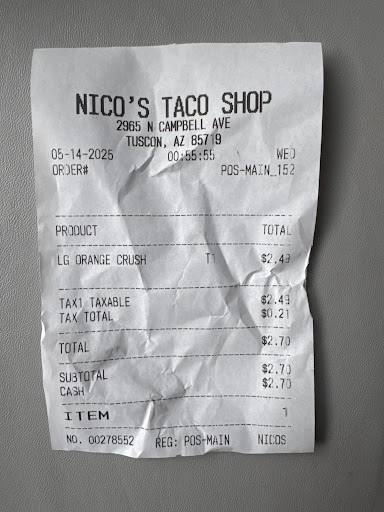 NICO'S TACO SHOP
2965 N CAMPBELL AVE
TUSCON, AZ 85719
05-14-2025 00:55:55 WED
ORDER# POS-MAIN_152
PRODUCT TOTAL
LG ORANGE CRUSH T1 $2.49
TAX1 TAXABLE $2.49
TAX TOTAL $0.21
TOTAL $2.70
SUBTOTAL $2.70
CASH $2.70
ITEM 1
NO. 00278552 REG: POS-MAIN NICOS